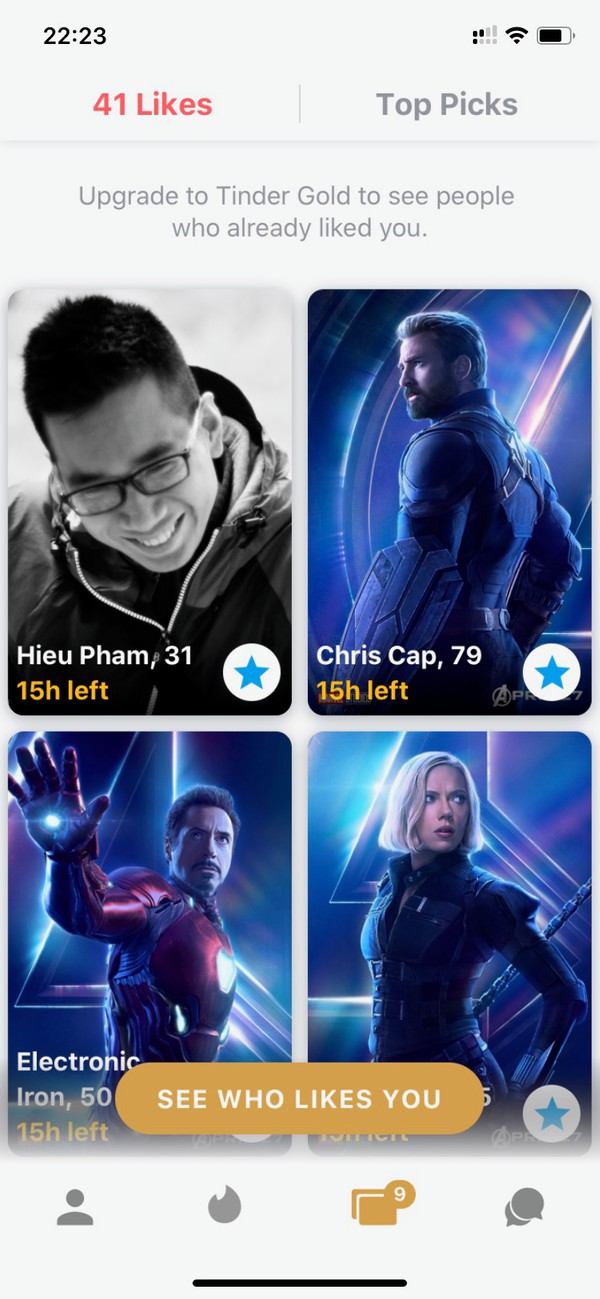 22:23
41 Likes
Top Picks
Upgrade to Tinder Gold to see people
who already liked you.
Hieu Pham, 31
15h left
Chris Cap, 79
15h left
Electronic
Iron, 50
15h left
SEE WHO LIKES YOU
5
15h left
9